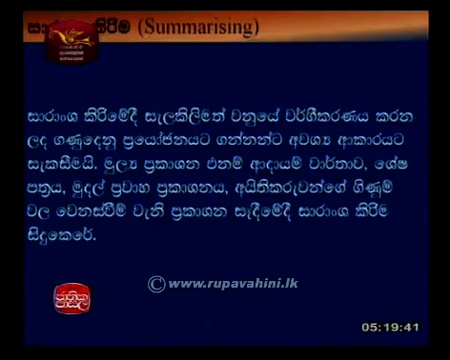 සාරාංශ කිරීම (Summarising)
සාරාංශ කිරීමේදී සැලකිලිමත් වනුයේ වර්ගීකරණය කරන
ලද ගණුදෙනු ප්‍රයෝජනයට ගන්නන්ට අවශ්‍ය ආකාරයට
සැකසීමයි. මූල්‍ය ප්‍රකාශන එනම් ආදායම් වාර්තාව, ශේෂ
පත්‍රය, මුදල් ප්‍රවාහ ප්‍රකාශනය, අයිතිකරුවන්ගේ ගිණුම්
වල වෙනස්වීම් වැනි ප්‍රකාශන සෑදීමේදී සාරාංශ කිරීම
සිදුකෙරේ.
© www.rupavahini.lk
ජාතික
පාසල
05:19:41